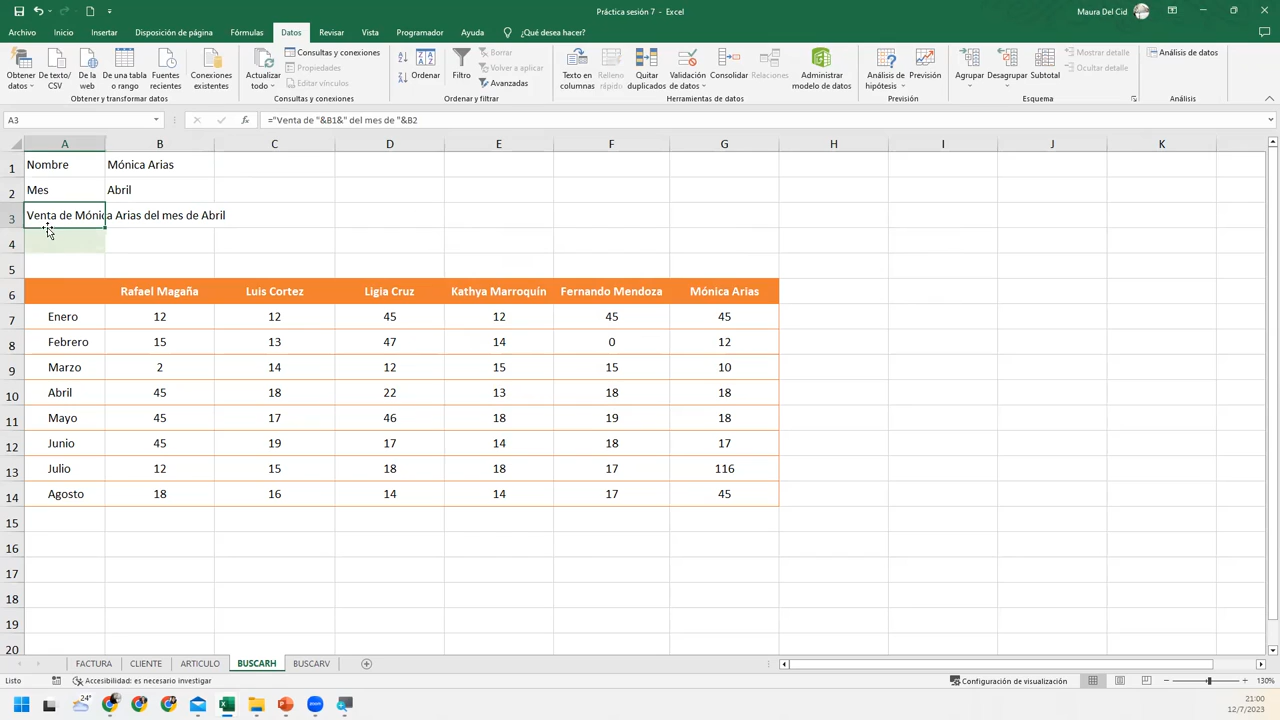 Práctica sesión 7 - Excel
Maura Del Cid
Archivo Inicio Insertar Disposición de página Fórmulas Datos Revisar Vista Programador Ayuda ¿Qué desea hacer?
Obtener datos
De texto/CSV
De la web
De una tabla o rango
Fuentes recientes
Conexiones existentes
Obtener y transformar datos
Actualizar todo
Consultas y conexiones
Propiedades
Editar vínculos
Consultas y conexiones
Ordenar
Filtro
Borrar
Volver a aplicar
Avanzadas
Ordenar y filtrar
Texto en columnas
Relleno rápido
Quitar duplicados
Validación de datos
Consolidar
Relaciones
Administrar modelo de datos
Herramientas de datos
Análisis de hipótesis
Previsión
Previsión
Agrupar
Desagrupar
Subtotal
Mostrar detalle
Ocultar detalle
Esquema
Análisis de datos
Análisis
A3 fx ="Venta de "&B1&" del mes de "&B2
A B C D E F G H I J K L
1 Nombre Mónica Arias
2 Mes Abril
3 Venta de Mónica Arias del mes de Abril
4
5
6 Rafael Magaña Luis Cortez Ligia Cruz Kathya Marroquín Fernando Mendoza Mónica Arias
7 Enero 12 12 45 12 45 45
8 Febrero 15 13 47 14 0 12
9 Marzo 2 14 12 15 15 10
10 Abril 45 18 22 13 18 18
11 Mayo 45 17 46 18 19 18
12 Junio 45 19 17 14 18 17
13 Julio 12 15 18 18 17 116
14 Agosto 18 16 14 14 17 45
15
16
17
18
19
20
FACTURA CLIENTE ARTICULO BUSCARH BUSCARV
Listo Accesibilidad: es necesario investigar Configuración de visualización 130%
24°
21:00
12/7/2023